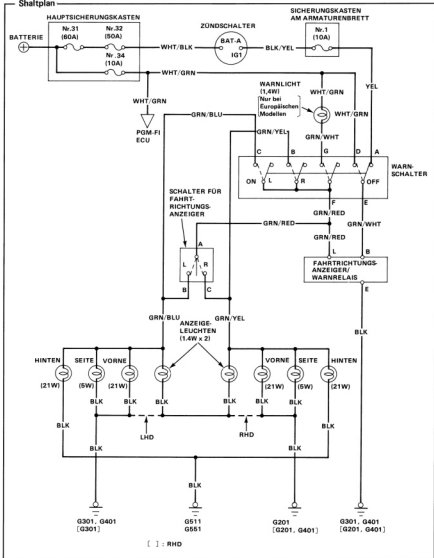 Shaltplan
HAUPTSICHERUNGSKASTEN
SICHERUNGSKASTEN
AM ARMATURENBRETT
ZÜNDSCHALTER
BATTERIE
Nr.31
(60A)
Nr.32
(50A)
Nr.34
(10A)
WHT/BLK
BAT-A
IG1
BLK/YEL
Nr.1
(10A)
WHT/GRN
WARNLICHT
(1,4W)
Nur bei
Europäischen
Modellen
WHT/GRN
YEL
WHT/GRN
WHT/GRN
PGM-FI
ECU
GRN/BLU
GRN/YEL
GRN/WHT
C
B
G
D
A
ON
L
R
OFF
WARN-
SCHALTER
F
E
SCHALTER FÜR
FAHRT-
RICHTUNGS-
ANZEIGER
GRN/RED
GRN/RED
GRN/WHT
GRN/RED
A
L
R
B
C
L
B
FAHRTRICHTUNGS-
ANZEIGER/
WARNRELAIS
E
GRN/BLU
ANZEIGE-
LEUCHTEN
(1.4W x 2)
GRN/YEL
BLK
HINTEN
SEITE
VORNE
VORNE
SEITE
HINTEN
(21W)
(5W)
(21W)
(21W)
(5W)
(21W)
BLK
BLK
BLK
BLK
BLK
BLK
BLK
BLK
LHD
RHD
BLK
BLK
BLK
G301, G401
[G301]
G511
G551
G201
[G201, G401]
G301, G401
[G201, G401]
[ ] : RHD